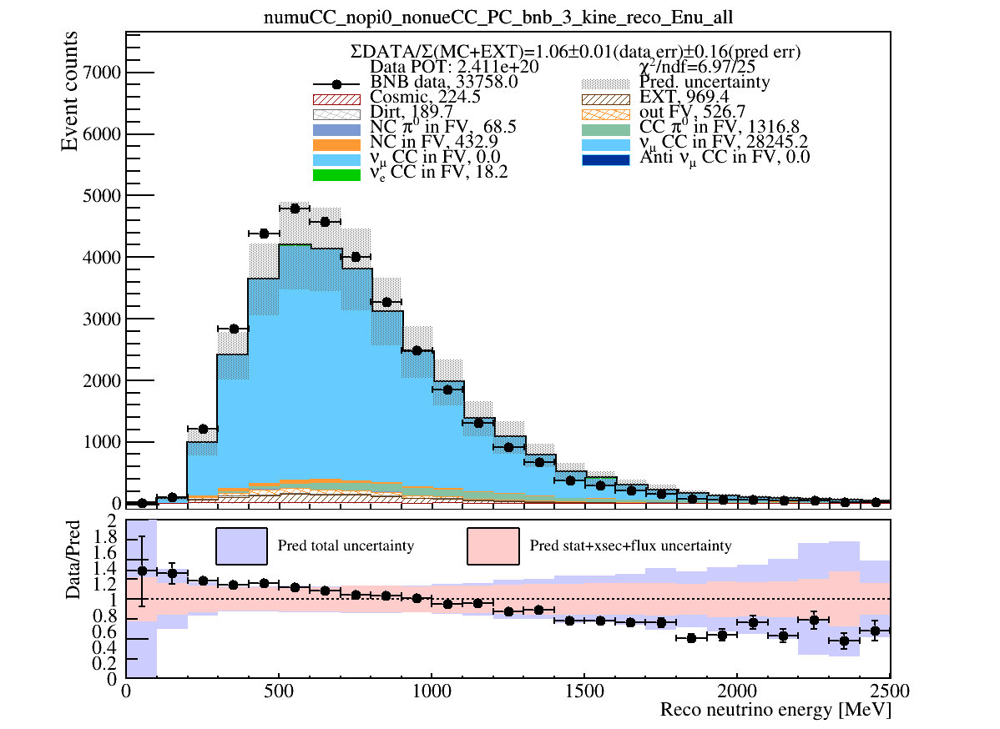 numuCC_nopi0_nonueCC_PC_bnb_3_kine_reco_Enu_all
ΣDATA/Σ(MC+EXT)=1.06±0.01(data err)±0.16(pred err)
Data POT: 2.411e+20
χ²/ndf=6.97/25
BNB data, 33758.0
Pred. uncertainty
Cosmic, 224.5
EXT, 969.4
Dirt, 189.7
out FV, 526.7
NC π⁰ in FV, 68.5
CC π⁰ in FV, 1316.8
NC in FV, 432.9
νμ CC in FV, 28245.2
νμ CC in FV, 0.0
Anti νμ CC in FV, 0.0
νe CC in FV, 18.2
Event counts
7000
6000
5000
4000
3000
2000
1000
0
Data/Pred
2
1.8
1.6
1.4
1.2
1
0.8
0.6
0.4
0.2
0
Pred total uncertainty
Pred stat+xsec+flux uncertainty
0
500
1000
1500
2000
2500
Reco neutrino energy [MeV]